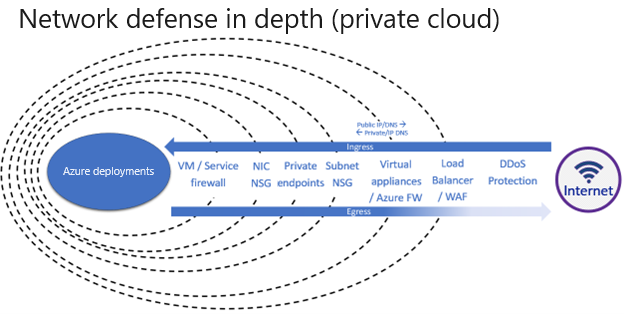 Network defense in depth (private cloud)
Public IP/DNS →
← Private/IP DNS
Ingress
Azure deployments
VM / Service
firewall
NIC
NSG
Private
endpoints
Subnet
NSG
Virtual
appliances
/ Azure FW
Load
Balancer
/ WAF
DDoS
Protection
Internet
Egress